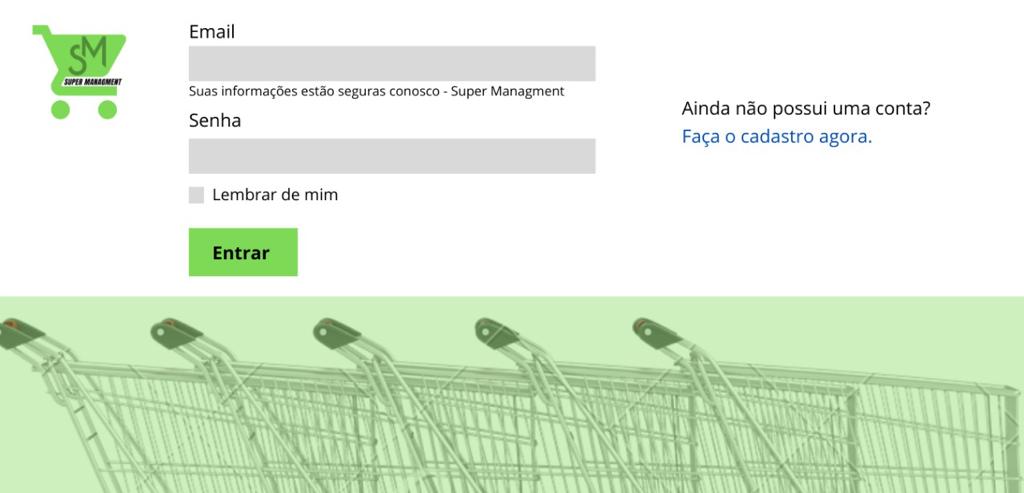 SM
SUPER MANAGMENT
Email
Suas informações estão seguras conosco - Super Managment
Senha
Lembrar de mim
Entrar
Ainda não possui uma conta?
Faça o cadastro agora.